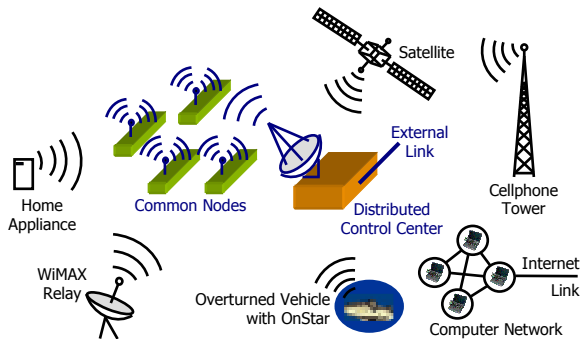 Satellite
External
Link
Cellphone
Tower
Home
Appliance
Common Nodes
Distributed
Control Center
WiMAX
Relay
Overturned Vehicle
with OnStar
Internet
Link
Computer Network